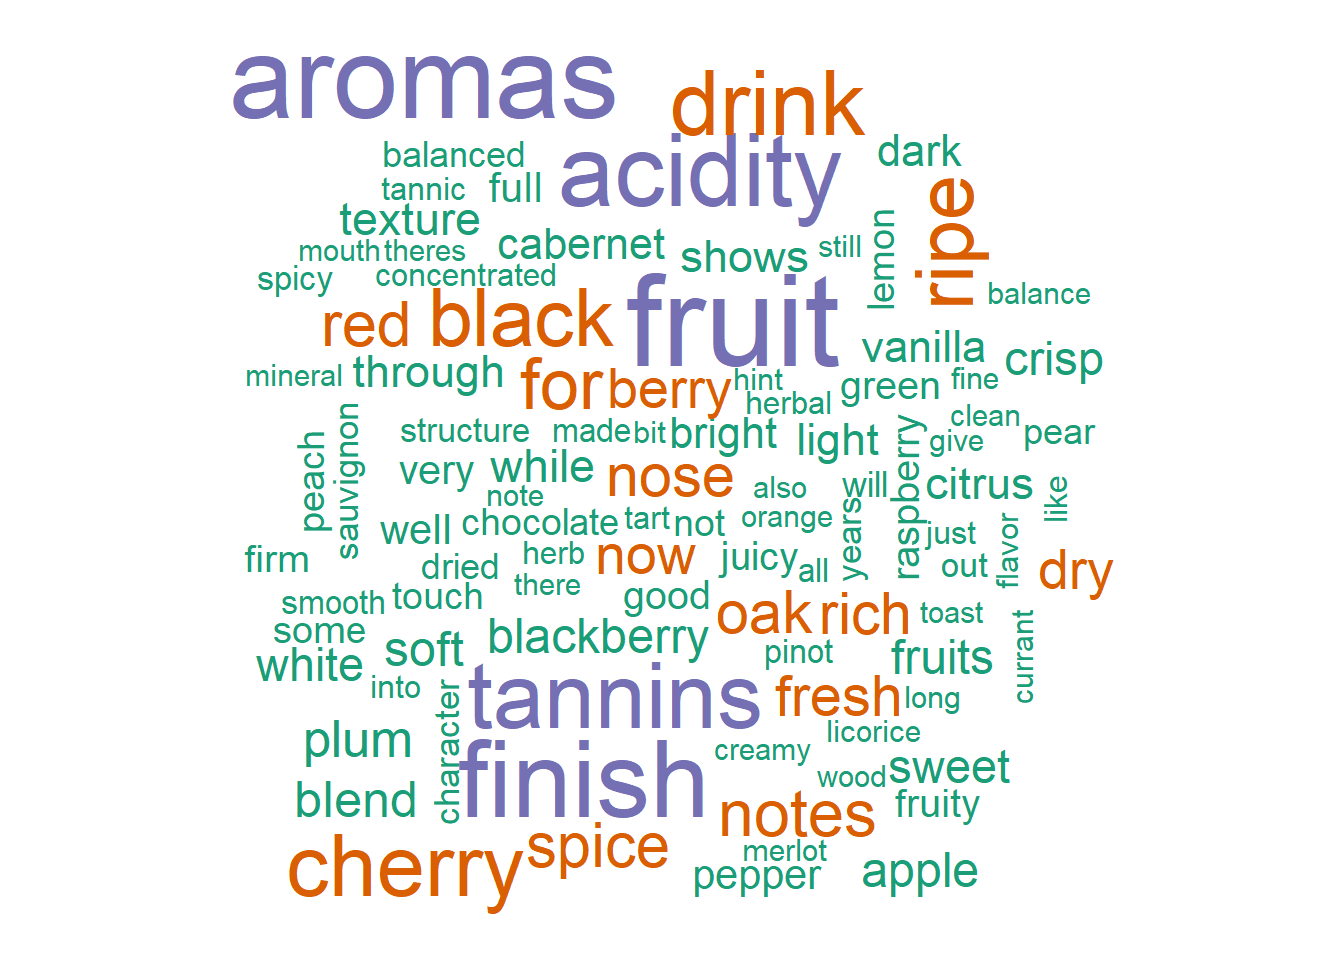 aromas
drink
balanced
acidity
dark
tannic
full
ripe
texture
lemon
mouth theres
cabernet
shows
still
spicy
concentrated
fruit
balance
red
black
vanilla
crisp
mineral
through
for
berry
hint
green
fine
herbal
peach
sauvignon
structure
made
bit
bright
light
raspberry
clean
give
pear
very
while
nose
also
will
citrus
like
note
years
well
chocolate
tart
not
orange
just
flavor
firm
dried
herb
now
juicy
all
out
dry
there
smooth
touch
good
oak
rich
toast
some
soft
blackberry
pinot
fruits
currant
white
into
character
tannins
fresh
long
plum
licorice
creamy
finish
wood
sweet
blend
notes
fruity
cherry
spice
merlot
pepper
apple